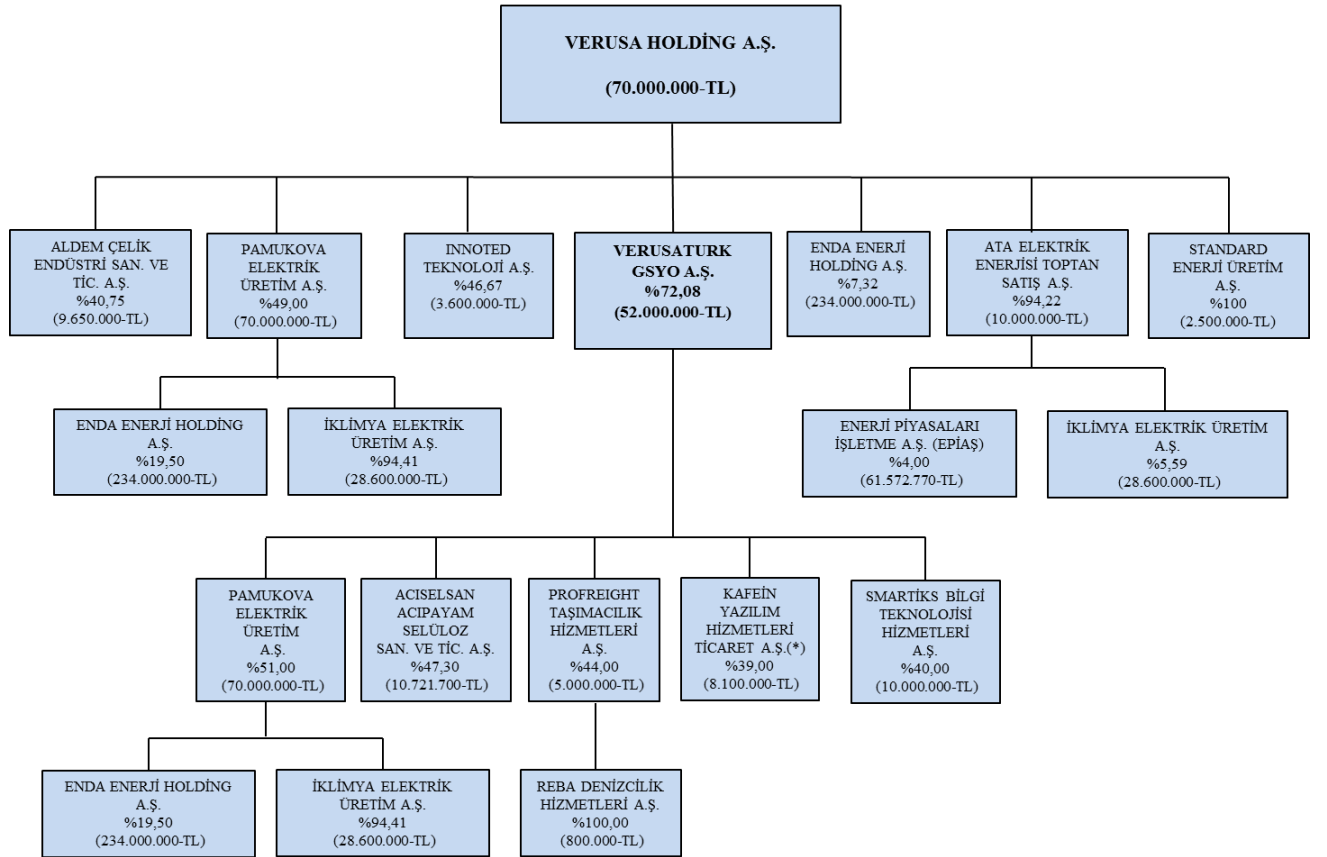 VERUSA HOLDİNG A.Ş.
(70.000.000-TL)
ALDEM ÇELİK
ENDÜSTRİ SAN. VE
TİC. A.Ş.
%40,75
(9.650.000-TL)
PAMUKOVA
ELEKTRİK
ÜRETİM A.Ş.
%49,00
(70.000.000-TL)
INNOTED
TEKNOLOJİ A.Ş.
%46,67
(3.600.000-TL)
VERUSATURK
GSYO A.Ş.
%72,08
(52.000.000-TL)
ENDA ENERJİ
HOLDİNG A.Ş.
%7,32
(234.000.000-TL)
ATA ELEKTRİK
ENERJİSİ TOPTAN
SATIŞ A.Ş.
%94,22
(10.000.000-TL)
STANDARD
ENERJİ ÜRETİM
A.Ş.
%100
(2.500.000-TL)
ENDA ENERJİ HOLDİNG
A.Ş.
%19,50
(234.000.000-TL)
İKLİMYA ELEKTRİK
ÜRETİM A.Ş.
%94,41
(28.600.000-TL)
ENERJİ PİYASALARI
İŞLETME A.Ş. (EPİAŞ)
%4,00
(61.572.770-TL)
İKLİMYA ELEKTRİK ÜRETİM
A.Ş.
%5,59
(28.600.000-TL)
PAMUKOVA
ELEKTRİK
ÜRETİM
A.Ş.
%51,00
(70.000.000-TL)
ACISELSAN
ACIPAYAM
SELÜLOZ
SAN. VE TİC. A.Ş.
%47,30
(10.721.700-TL)
PROFREIGHT
TAŞIMACILIK
HİZMETLERİ
A.Ş.
%44,00
(5.000.000-TL)
KAFEİN
YAZILIM
HİZMETLERİ
TİCARET A.Ş.(*)
%39,00
(8.100.000-TL)
SMARTİKS BİLGİ
TEKNOLOJİSİ
HİZMETLERİ
A.Ş.
%40,00
(10.000.000-TL)
ENDA ENERJİ HOLDİNG
A.Ş.
%19,50
(234.000.000-TL)
İKLİMYA ELEKTRİK
ÜRETİM A.Ş.
%94,41
(28.600.000-TL)
REBA DENİZCİLİK
HİZMETLERİ A.Ş.
%100,00
(800.000-TL)